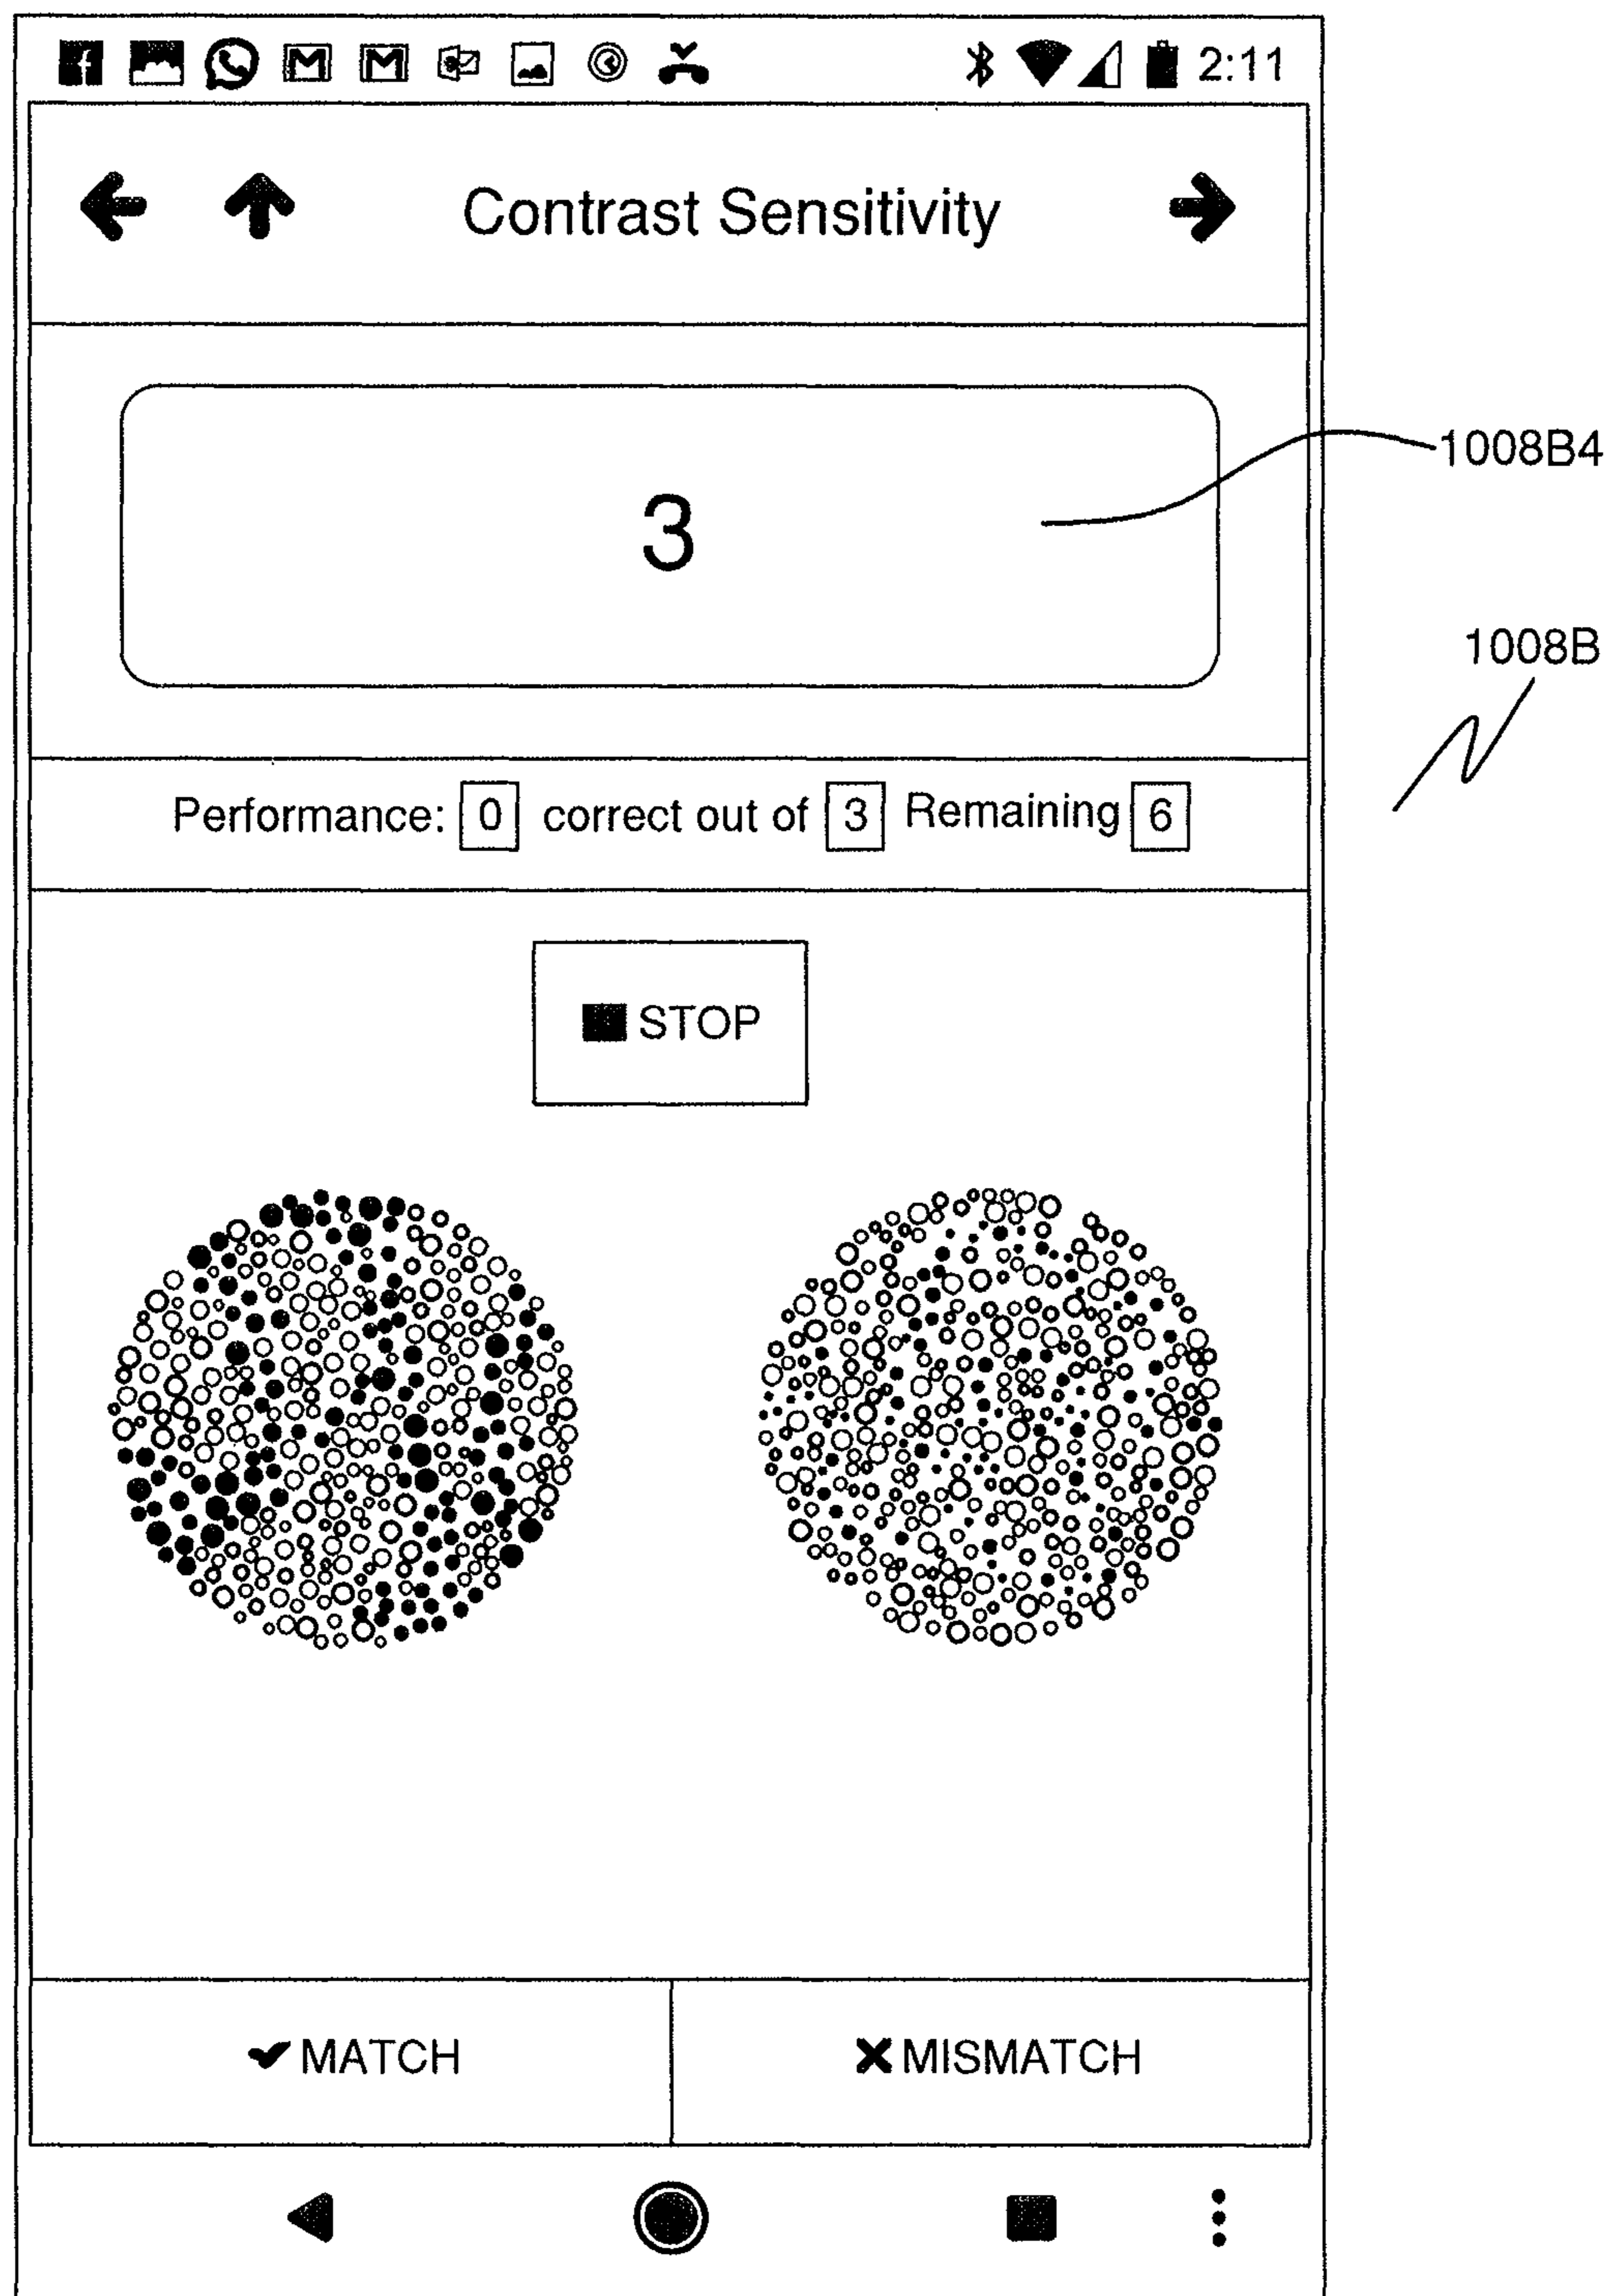 2:11
Contrast Sensitivity
3
1008B4
1008B
Performance: 0 correct out of 3 Remaining 6
STOP
MATCH
MISMATCH